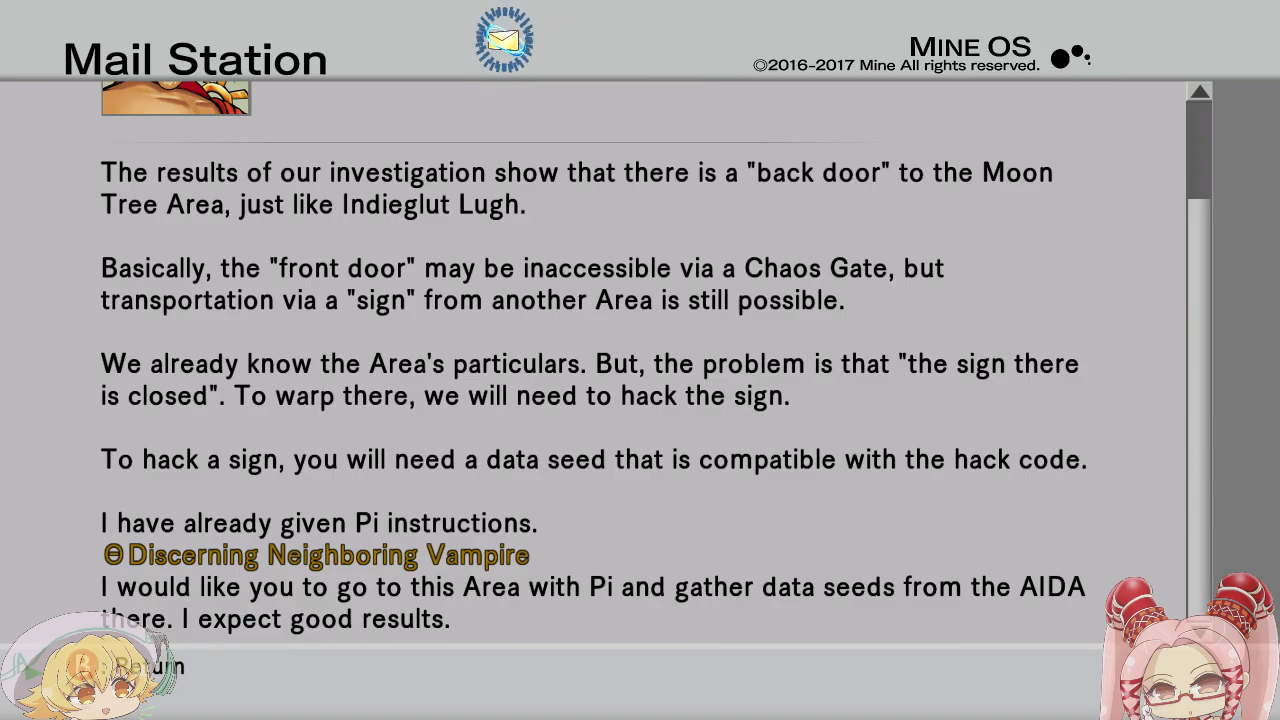 Mail Station
MINE OS
©2016-2017 Mine All rights reserved.
The results of our investigation show that there is a "back door" to the Moon
Tree Area, just like Indieglut Lugh.
Basically, the "front door" may be inaccessible via a Chaos Gate, but
transportation via a "sign" from another Area is still possible.
We already know the Area's particulars. But, the problem is that "the sign there
is closed". To warp there, we will need to hack the sign.
To hack a sign, you will need a data seed that is compatible with the hack code.
I have already given Pi instructions.
ΘDiscerning Neighboring Vampire
I would like you to go to this Area with Pi and gather data seeds from the AIDA
there. I expect good results.
B : Return